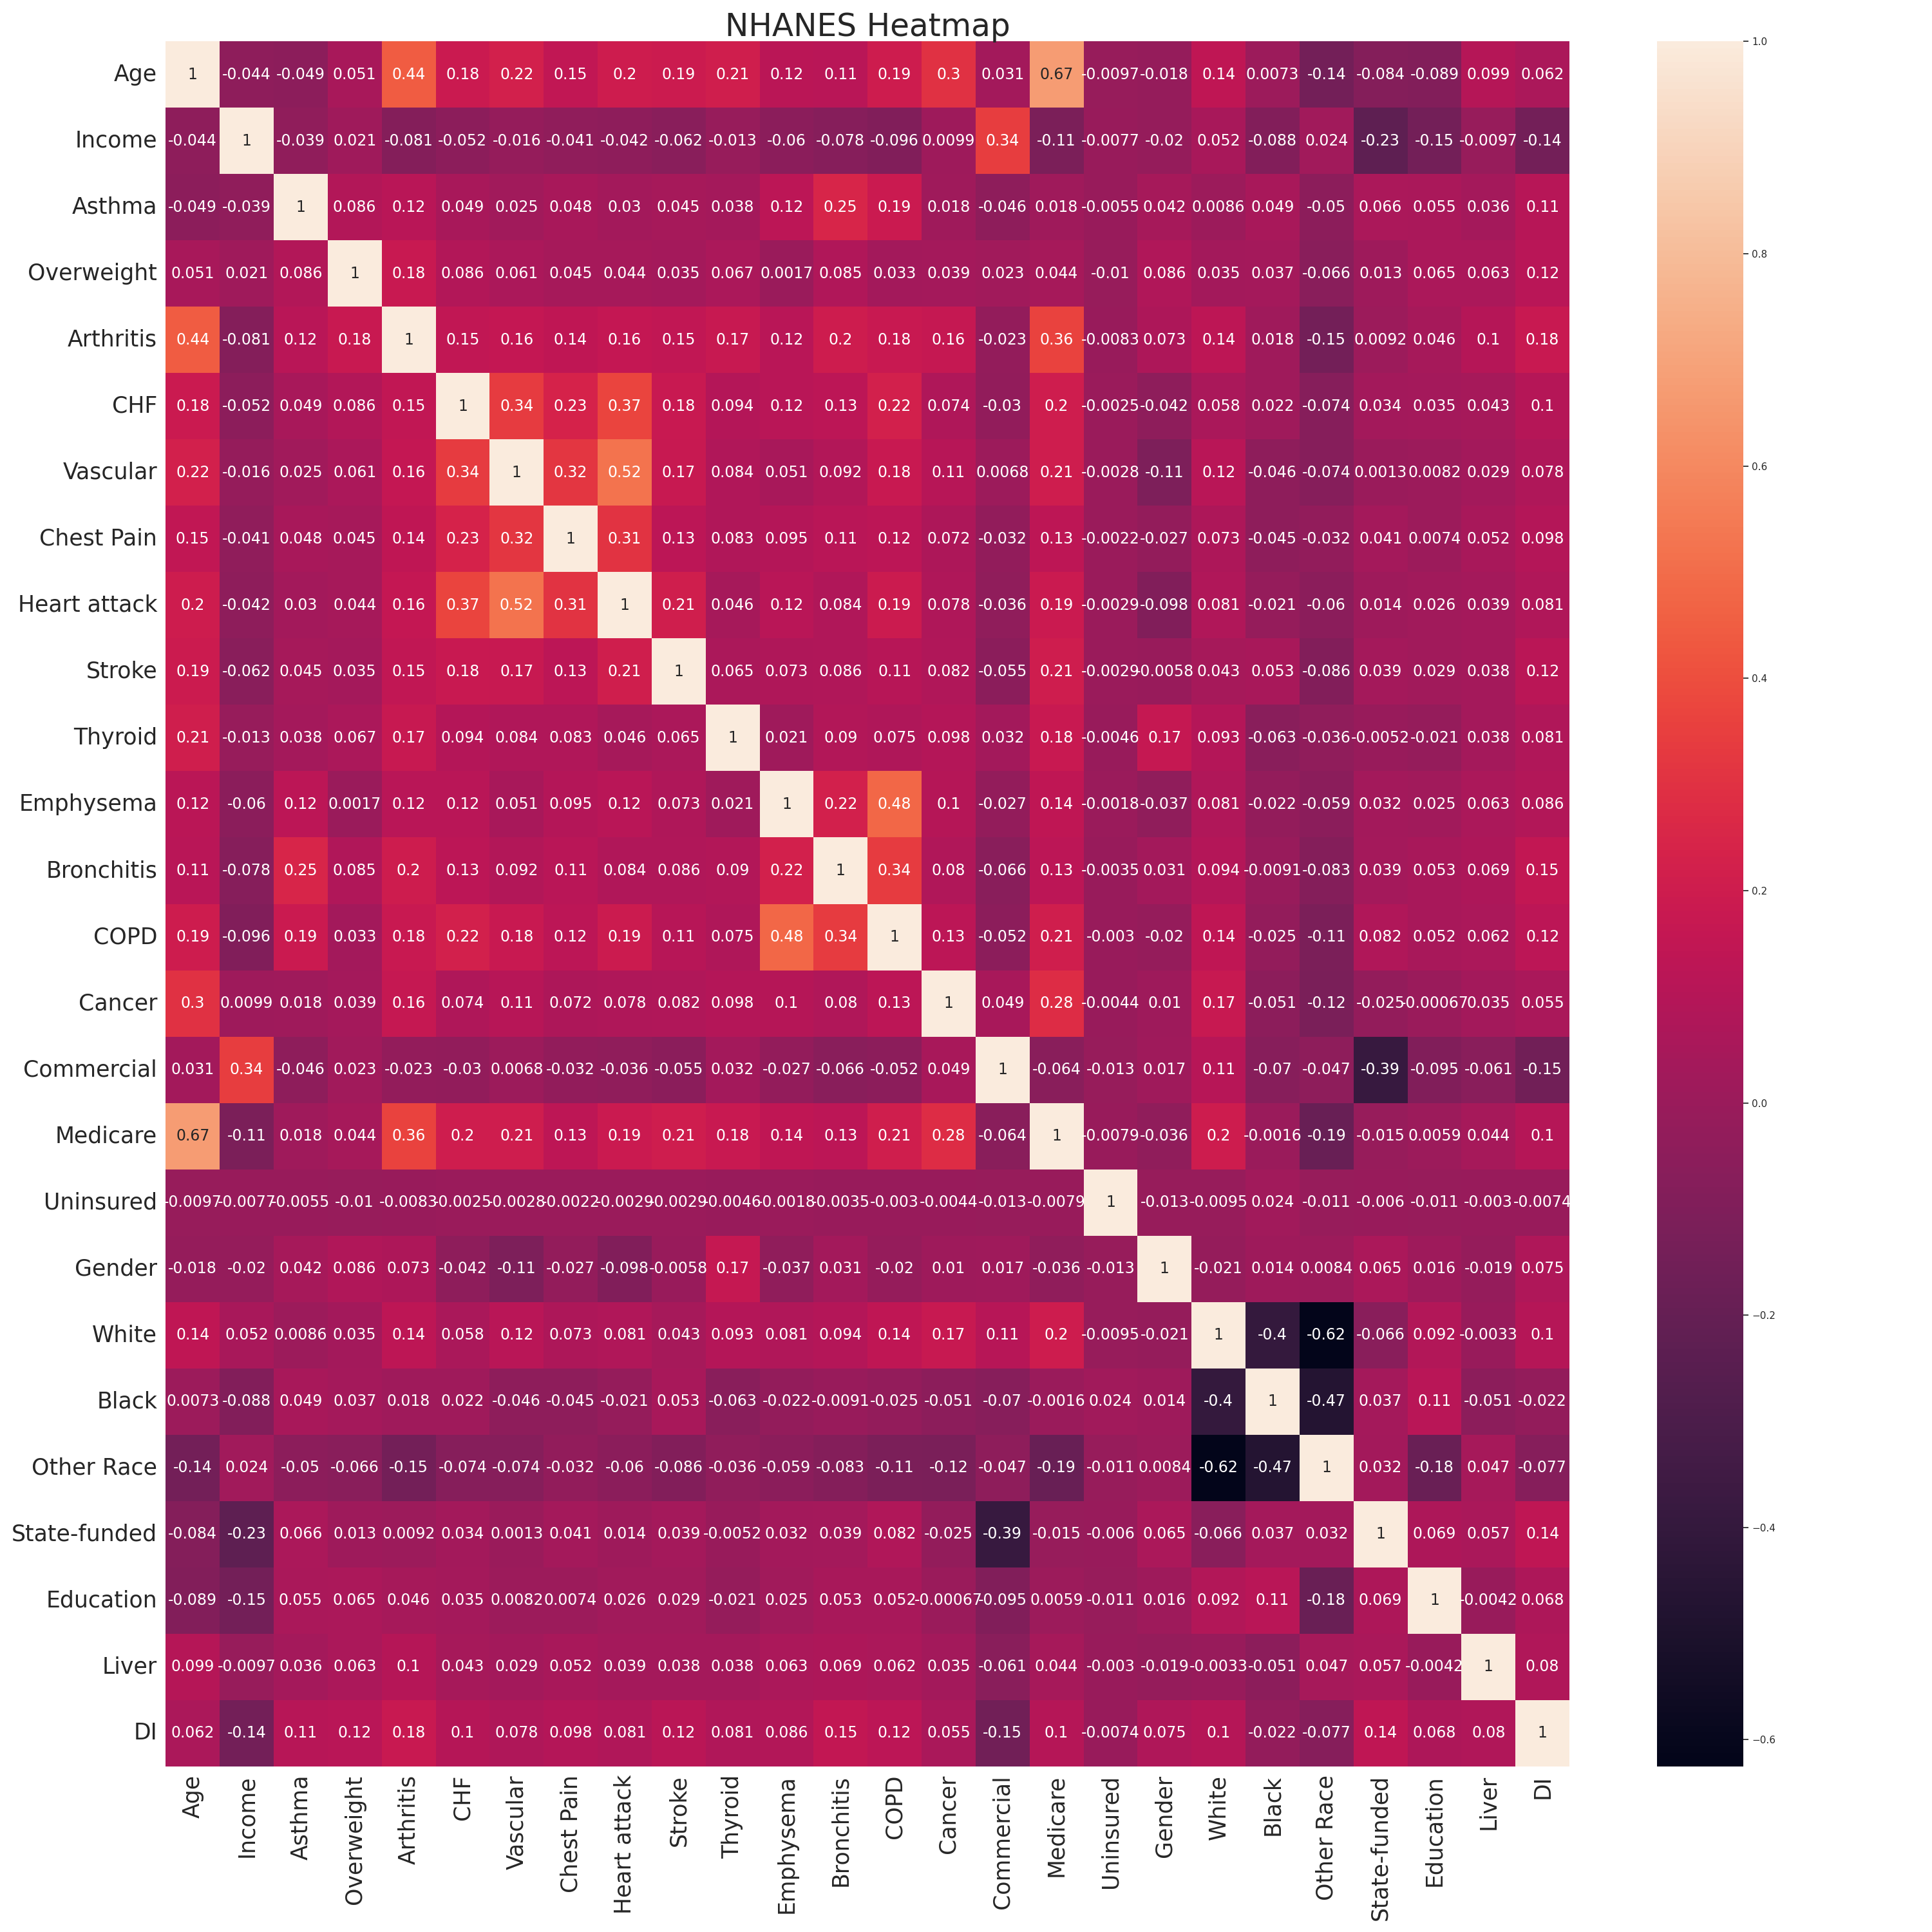 NHANES Heatmap
Age 1 -0.044 -0.049 0.051 0.44 0.18 0.22 0.15 0.2 0.19 0.21 0.12 0.11 0.19 0.3 0.031 0.67 -0.0097 -0.018 0.14 0.0073 -0.14 -0.084 -0.089 0.099 0.062
Income -0.044 1 -0.039 0.021 -0.081 -0.052 -0.016 -0.041 -0.042 -0.062 -0.013 -0.06 -0.078 -0.096 0.0099 0.34 -0.11 -0.0077 -0.02 0.052 -0.088 0.024 -0.23 -0.15 -0.0097 -0.14
Asthma -0.049 -0.039 1 0.086 0.12 0.049 0.025 0.048 0.03 0.045 0.038 0.12 0.25 0.19 0.018 -0.046 0.018 -0.0055 0.042 0.0086 0.049 -0.05 0.066 0.055 0.036 0.11
Overweight 0.051 0.021 0.086 1 0.18 0.086 0.061 0.045 0.044 0.035 0.067 0.0017 0.085 0.033 0.039 0.023 0.044 -0.01 0.086 0.035 0.037 -0.066 0.013 0.065 0.063 0.12
Arthritis 0.44 -0.081 0.12 0.18 1 0.15 0.16 0.14 0.16 0.15 0.17 0.12 0.2 0.18 0.16 -0.023 0.36 -0.0083 0.073 0.14 0.018 -0.15 0.0092 0.046 0.1 0.18
CHF 0.18 -0.052 0.049 0.086 0.15 1 0.34 0.23 0.37 0.18 0.094 0.12 0.13 0.22 0.074 -0.03 0.2 -0.0025 -0.042 0.058 0.022 -0.074 0.034 0.035 0.043 0.1
Vascular 0.22 -0.016 0.025 0.061 0.16 0.34 1 0.32 0.52 0.17 0.084 0.051 0.092 0.18 0.11 0.0068 0.21 -0.0028 -0.11 0.12 -0.046 -0.074 0.0013 0.0082 0.029 0.078
Chest Pain 0.15 -0.041 0.048 0.045 0.14 0.23 0.32 1 0.31 0.13 0.083 0.095 0.11 0.12 0.072 -0.032 0.13 -0.0022 -0.027 0.073 -0.045 -0.032 0.041 0.0074 0.052 0.098
Heart attack 0.2 -0.042 0.03 0.044 0.16 0.37 0.52 0.31 1 0.21 0.046 0.12 0.084 0.19 0.078 -0.036 0.19 -0.0029 -0.098 0.081 -0.021 -0.06 0.014 0.026 0.039 0.081
Stroke 0.19 -0.062 0.045 0.035 0.15 0.18 0.17 0.13 0.21 1 0.065 0.073 0.086 0.11 0.082 -0.055 0.21 -0.0029 -0.0058 0.043 0.053 -0.086 0.039 0.029 0.038 0.12
Thyroid 0.21 -0.013 0.038 0.067 0.17 0.094 0.084 0.083 0.046 0.065 1 0.021 0.09 0.075 0.098 0.032 0.18 -0.0046 0.17 0.093 -0.063 -0.036 -0.0052 -0.021 0.038 0.081
Emphysema 0.12 -0.06 0.12 0.0017 0.12 0.12 0.051 0.095 0.12 0.073 0.021 1 0.22 0.48 0.1 -0.027 0.14 -0.0018 -0.037 0.081 -0.022 -0.059 0.032 0.025 0.063 0.086
Bronchitis 0.11 -0.078 0.25 0.085 0.2 0.13 0.092 0.11 0.084 0.086 0.09 0.22 1 0.34 0.08 -0.066 0.13 -0.0035 0.031 0.094 -0.0091 -0.083 0.039 0.053 0.069 0.15
COPD 0.19 -0.096 0.19 0.033 0.18 0.22 0.18 0.12 0.19 0.11 0.075 0.48 0.34 1 0.13 -0.052 0.21 -0.003 -0.02 0.14 -0.025 -0.11 0.082 0.052 0.062 0.12
Cancer 0.3 0.0099 0.018 0.039 0.16 0.074 0.11 0.072 0.078 0.082 0.098 0.1 0.08 0.13 1 0.049 0.28 -0.0044 0.01 0.17 -0.051 -0.12 -0.025 -0.00067 0.035 0.055
Commercial 0.031 0.34 -0.046 0.023 -0.023 -0.03 0.0068 -0.032 -0.036 -0.055 0.032 -0.027 -0.066 -0.052 0.049 1 -0.064 -0.013 0.017 0.11 -0.07 -0.047 -0.39 -0.095 -0.061 -0.15
Medicare 0.67 -0.11 0.018 0.044 0.36 0.2 0.21 0.13 0.19 0.21 0.18 0.14 0.13 0.21 0.28 -0.064 1 -0.0079 -0.036 0.2 -0.0016 -0.19 -0.015 0.0059 0.044 0.1
Uninsured -0.0097 -0.0077 -0.0055 -0.01 -0.0083 -0.0025 -0.0028 -0.0022 -0.0029 -0.0029 -0.0046 -0.0018 -0.0035 -0.003 -0.0044 -0.013 -0.0079 1 -0.013 -0.0095 0.024 -0.011 -0.006 -0.011 -0.003 -0.0074
Gender -0.018 -0.02 0.042 0.086 0.073 -0.042 -0.11 -0.027 -0.098 -0.0058 0.17 -0.037 0.031 -0.02 0.01 0.017 -0.036 -0.013 1 -0.021 0.014 0.0084 0.065 0.016 -0.019 0.075
White 0.14 0.052 0.0086 0.035 0.14 0.058 0.12 0.073 0.081 0.043 0.093 0.081 0.094 0.14 0.17 0.11 0.2 -0.0095 -0.021 1 -0.4 -0.62 -0.066 0.092 -0.0033 0.1
Black 0.0073 -0.088 0.049 0.037 0.018 0.022 -0.046 -0.045 -0.021 0.053 -0.063 -0.022 -0.0091 -0.025 -0.051 -0.07 -0.0016 0.024 0.014 -0.4 1 -0.47 0.037 0.11 -0.051 -0.022
Other Race -0.14 0.024 -0.05 -0.066 -0.15 -0.074 -0.074 -0.032 -0.06 -0.086 -0.036 -0.059 -0.083 -0.11 -0.12 -0.047 -0.19 -0.011 0.0084 -0.62 -0.47 1 0.032 -0.18 0.047 -0.077
State-funded -0.084 -0.23 0.066 0.013 0.0092 0.034 0.0013 0.041 0.014 0.039 -0.0052 0.032 0.039 0.082 -0.025 -0.39 -0.015 -0.006 0.065 -0.066 0.037 0.032 1 0.069 0.057 0.14
Education -0.089 -0.15 0.055 0.065 0.046 0.035 0.0082 0.0074 0.026 0.029 -0.021 0.025 0.053 0.052 -0.00067 -0.095 0.0059 -0.011 0.016 0.092 0.11 -0.18 0.069 1 -0.0042 0.068
Liver 0.099 -0.0097 0.036 0.063 0.1 0.043 0.029 0.052 0.039 0.038 0.038 0.063 0.069 0.062 0.035 -0.061 0.044 -0.003 -0.019 -0.0033 -0.051 0.047 0.057 -0.0042 1 0.08
DI 0.062 -0.14 0.11 0.12 0.18 0.1 0.078 0.098 0.081 0.12 0.081 0.086 0.15 0.12 0.055 -0.15 0.1 -0.0074 0.075 0.1 -0.022 -0.077 0.14 0.068 0.08 1
Age Income Asthma Overweight Arthritis CHF Vascular Chest Pain Heart attack Stroke Thyroid Emphysema Bronchitis COPD Cancer Commercial Medicare Uninsured Gender White Black Other Race State-funded Education Liver DI
1.0
0.8
0.6
0.4
0.2
0.0
−0.2
−0.4
−0.6